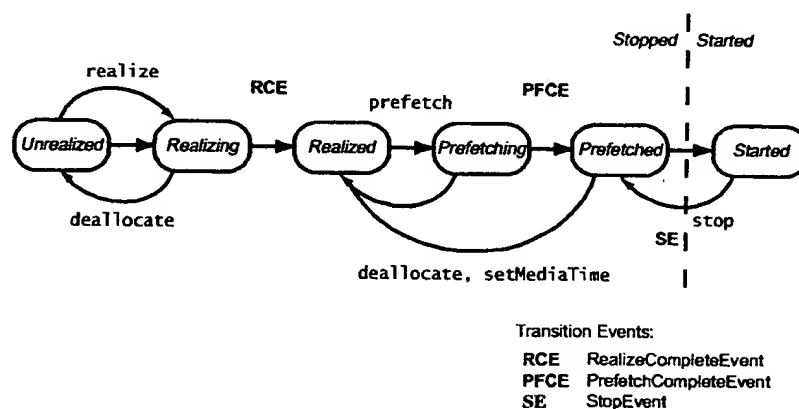 Stopped Started
realize
RCE
prefetch
PFCE
Unrealized Realizing Realized Prefetching Prefetched Started
deallocate
stop
SE
deallocate, setMediaTime
Transition Events:
RCE RealizeCompleteEvent
PFCE PrefetchCompleteEvent
SE StopEvent